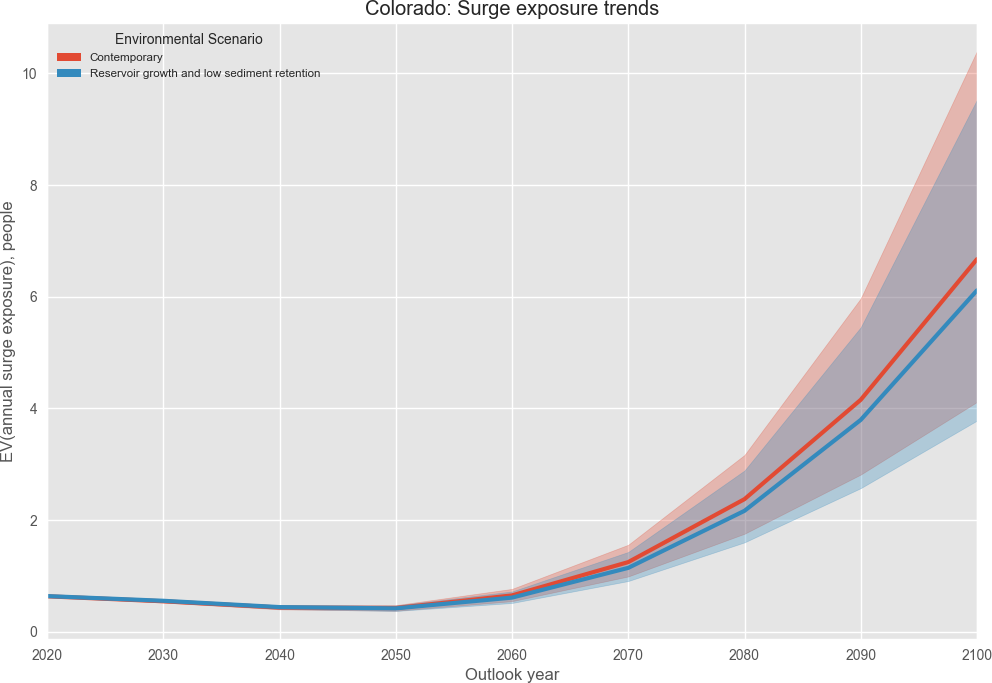 Colorado: Surge exposure trends
Environmental Scenario
Contemporary
Reservoir growth and low sediment retention
EV(annual surge exposure), people
10
8
6
4
2
0
2020 2030 2040 2050 2060 2070 2080 2090 2100
Outlook year